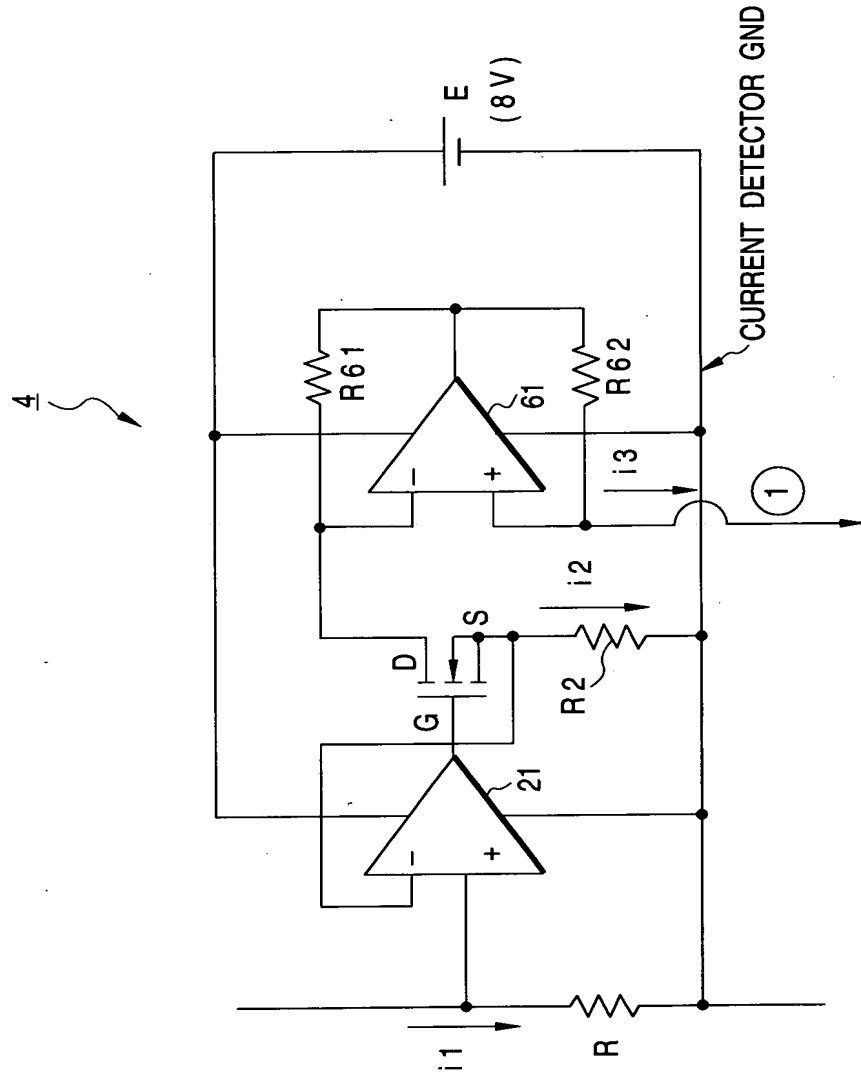 4
E
(8V)
R61
R62
61
-
+
i3
1
CURRENT DETECTOR GND
D
S
G
i2
R2
21
-
+
i1
R